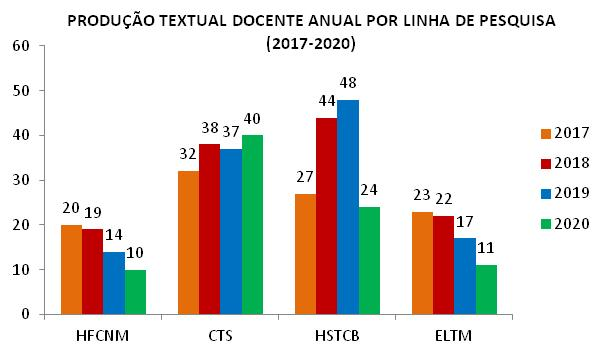 PRODUÇÃO TEXTUAL DOCENTE ANUAL POR LINHA DE PESQUISA
(2017-2020)
60
50
40
30
20
10
0
20 19 14 10
32 38 37 40
27 44 48 24
23 22 17 11
HFCNM CTS HSTCB ELTM
2017
2018
2019
2020